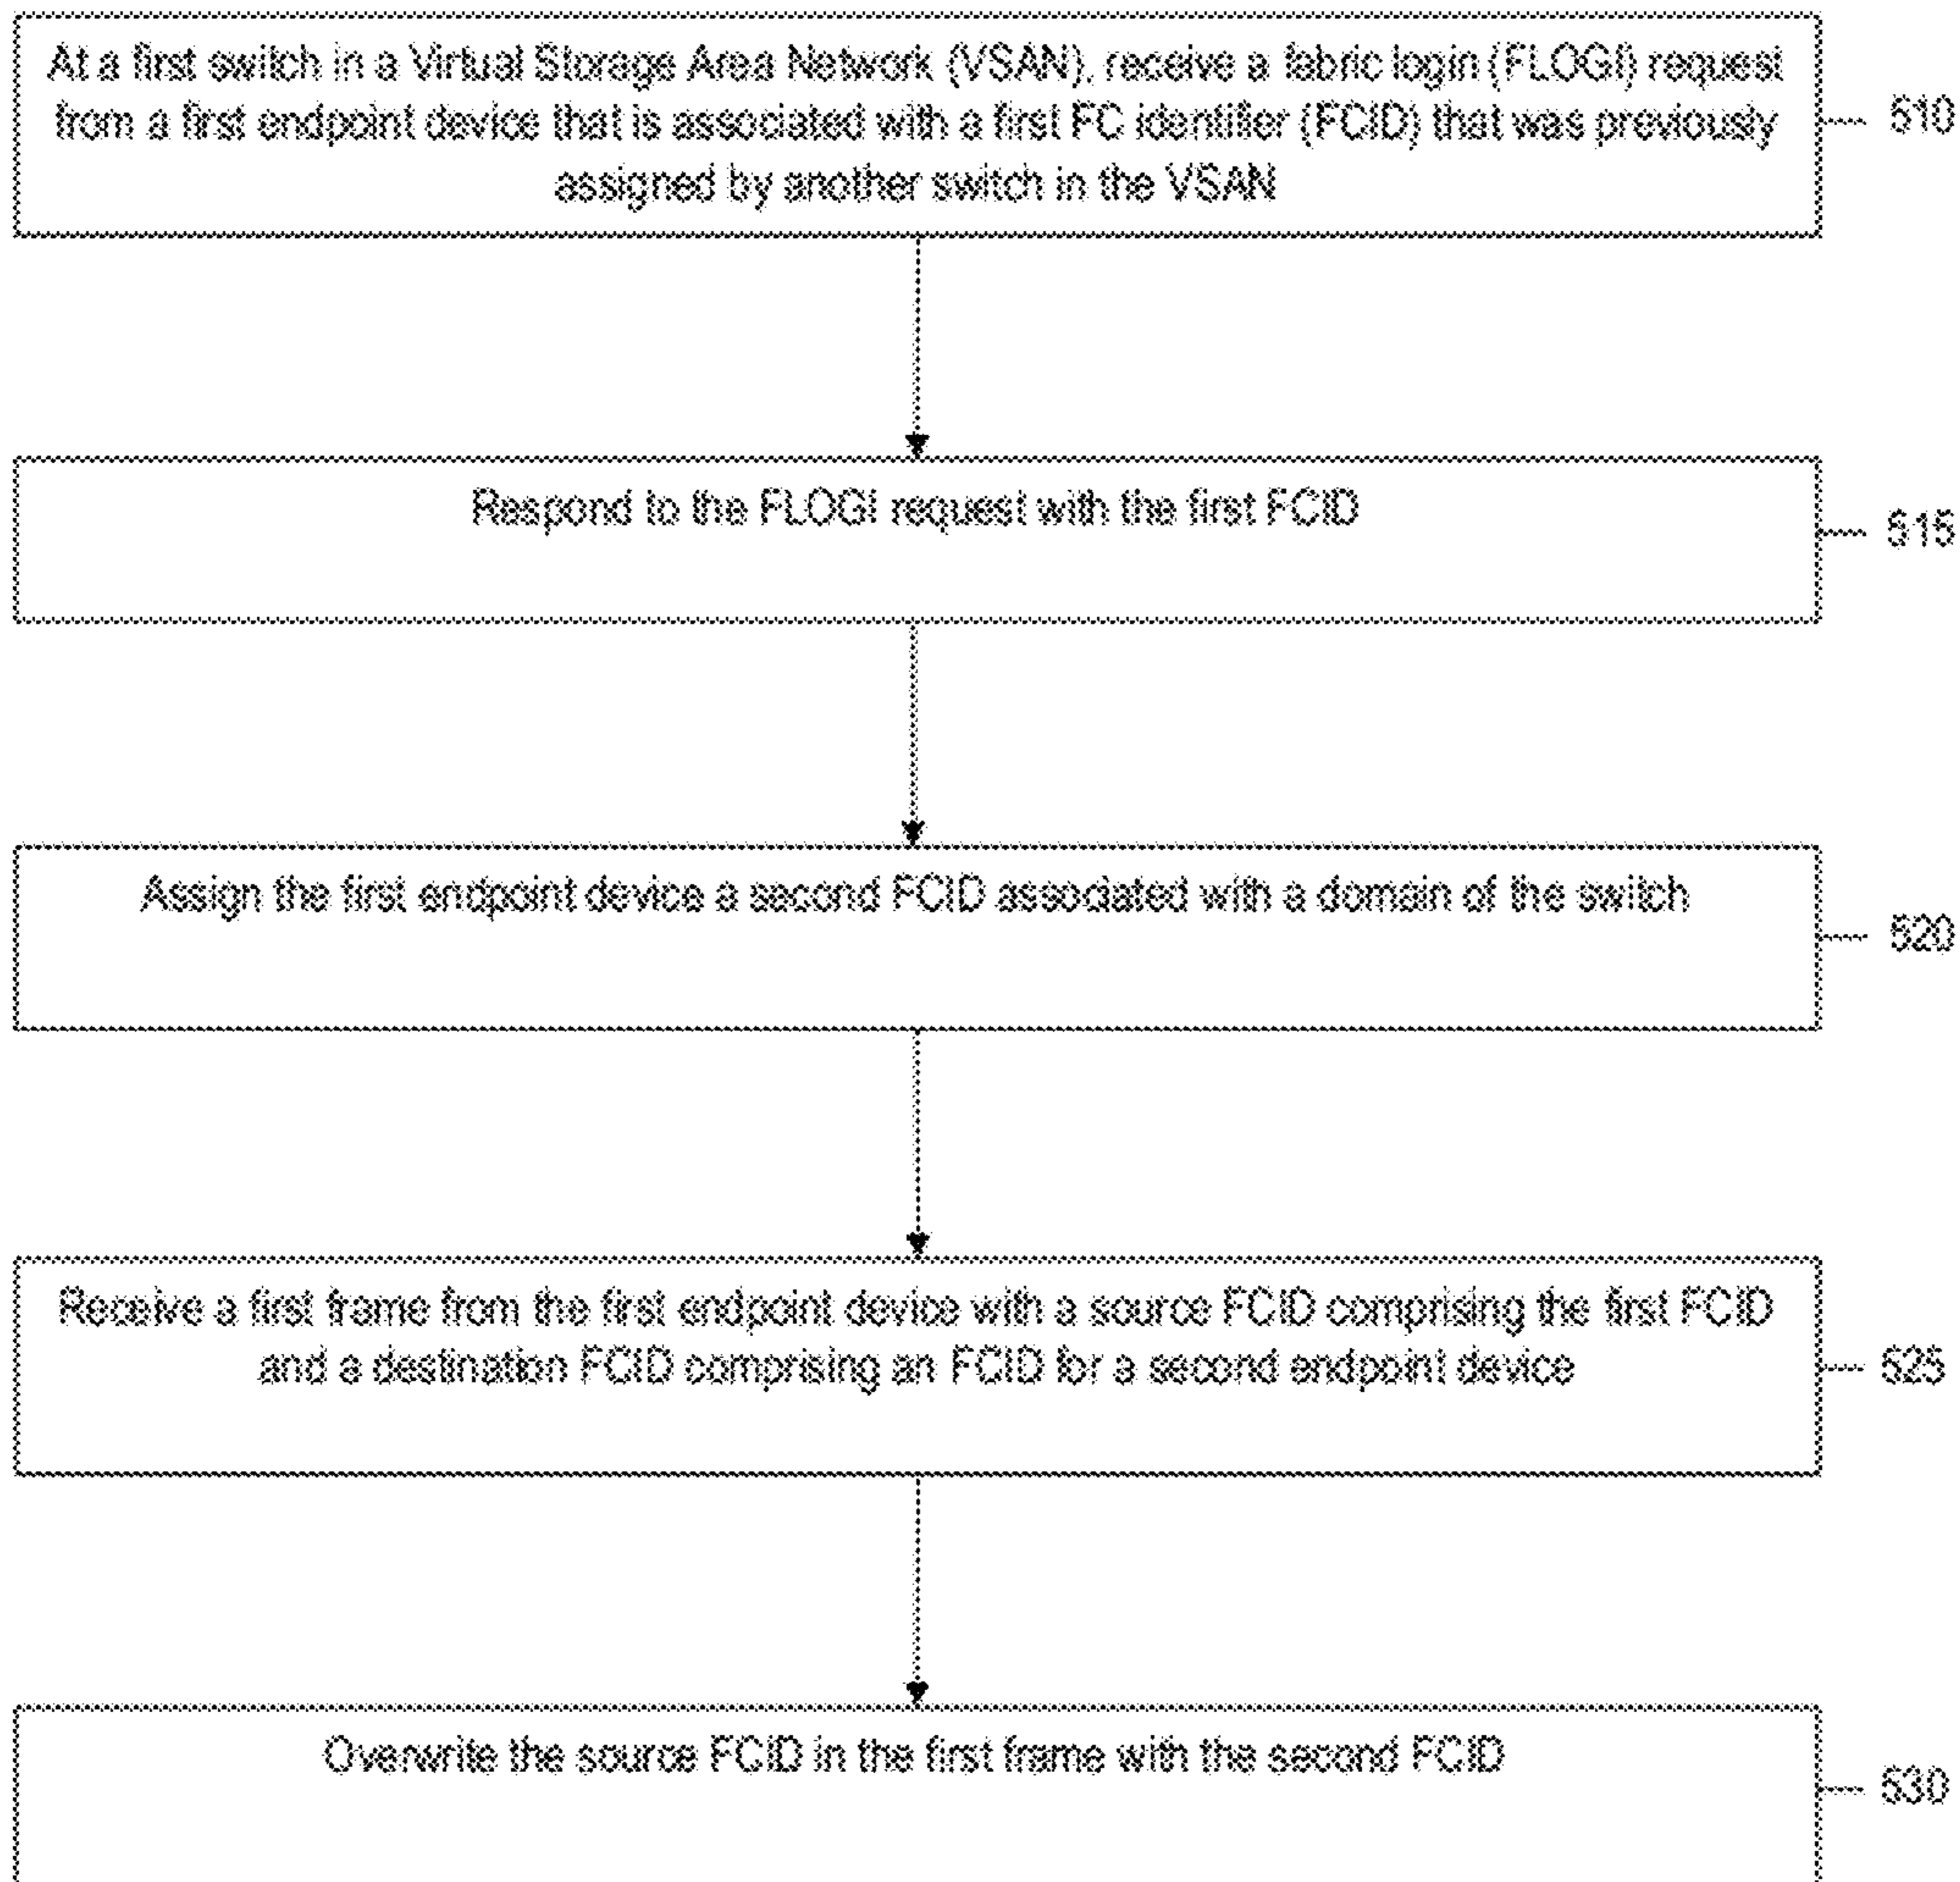 At a first switch in a Virtual Storage Area Network (VSAN), receive a fabric login (FLOGI) request
from a first endpoint device that is associated with a first FC identifier (FCID) that was previously
assigned by another switch in the VSAN
510
Respond to the FLOGI request with the first FCID
515
Assign the first endpoint device a second FCID associated with a domain of the switch
520
Receive a first frame from the first endpoint device with a source FCID comprising the first FCID
and a destination FCID comprising an FCID for a second endpoint device
525
Overwrite the source FCID in the first frame with the second FCID
530